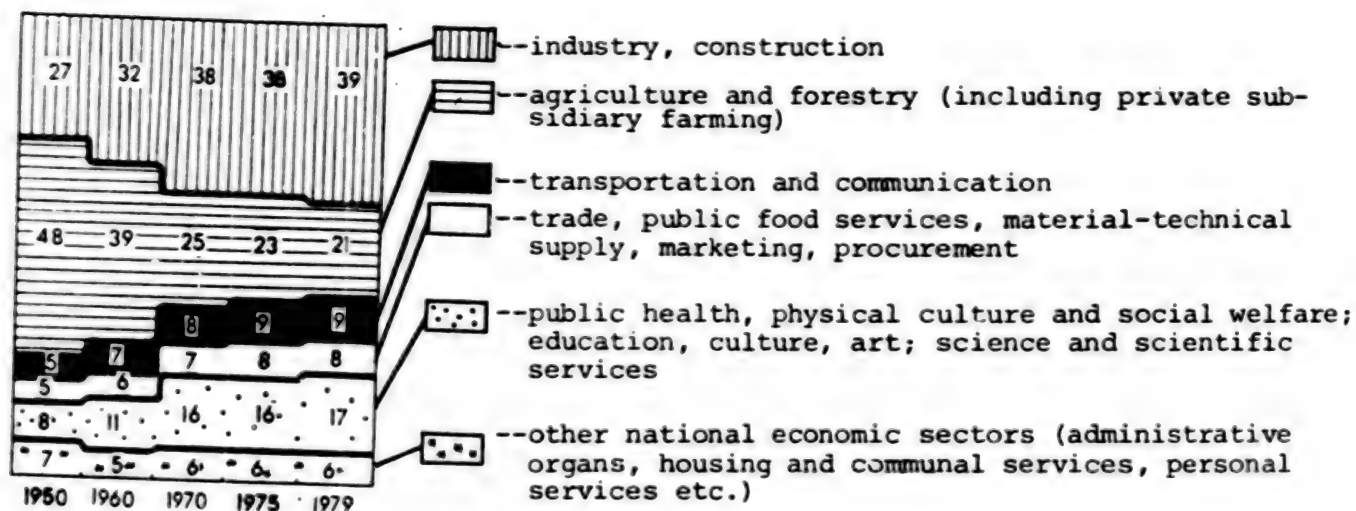 27 32 38 38 39
48 39 25 23 21
5 7 8 9 9
5 6 7 8 8
8 11 16 16 17
7 5 6 6 6
1950 1960 1970 1975 1979
--industry, construction
--agriculture and forestry (including private sub-
sidiary farming)
--transportation and communication
--trade, public food services, material-technical
supply, marketing, procurement
--public health, physical culture and social welfare;
education, culture, art; science and scientific
services
--other national economic sectors (administrative
organs, housing and communal services, personal
services etc.)